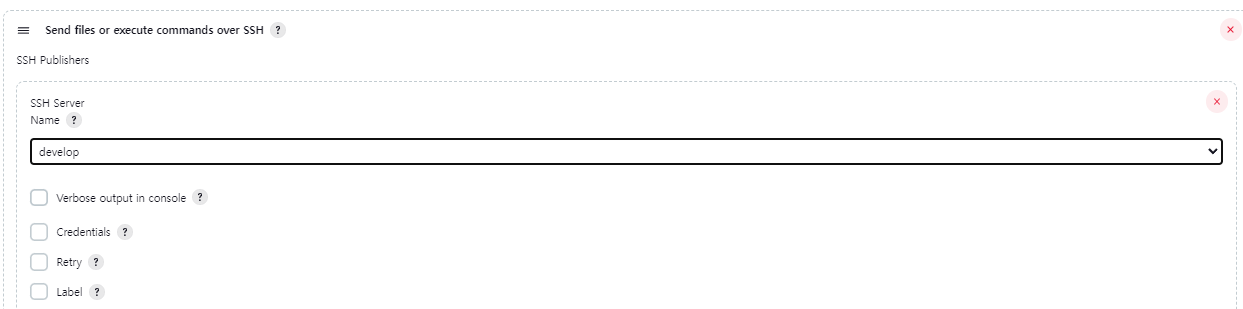 Send files or execute commands over SSH ?
SSH Publishers
SSH Server
Name ?
develop
Verbose output in console ?
Credentials ?
Retry ?
Label ?